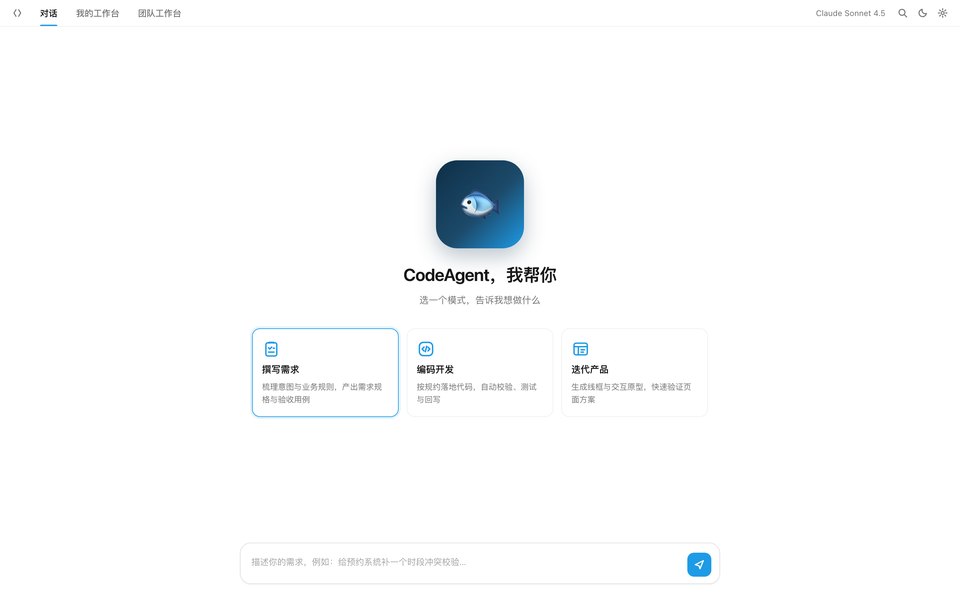 对话
我的工作台
团队工作台
Claude Sonnet 4.5
CodeAgent，我帮你
选一个模式，告诉我想做什么
撰写需求
梳理意图与业务规则，产出需求规
格与验收用例
编码开发
按规约落地代码，自动校验、测试
与回写
迭代产品
生成线框与交互原型，快速验证页
面方案
描述你的需求，例如：给预约系统补一个时段冲突校验...